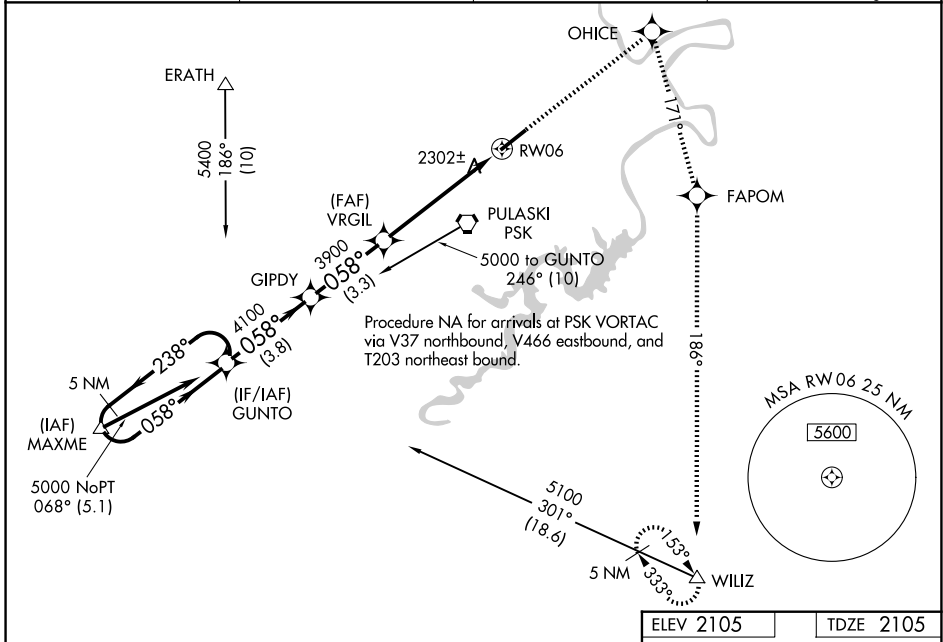 OHICE
ERATH
5400
186°
(10)
171°
2302±
RW06
FAPOM
(FAF)
VRGIL
PULASKI
PSK
3900
058°
(3.3)
5000 to GUNTO
246° (10)
GIPDY
4100
058°
(3.8)
Procedure NA for arrivals at PSK VORTAC
via V37 northbound, V466 eastbound, and
T203 northeast bound.
186°
238°
5 NM
058°
(IF/IAF)
GUNTO
(IAF)
MAXME
5000 NoPT
068° (5.1)
MSA RW06 25 NM
5600
5100
301°
(18.6)
153°
5 NM
333°
WILIZ
ELEV 2105
TDZE 2105